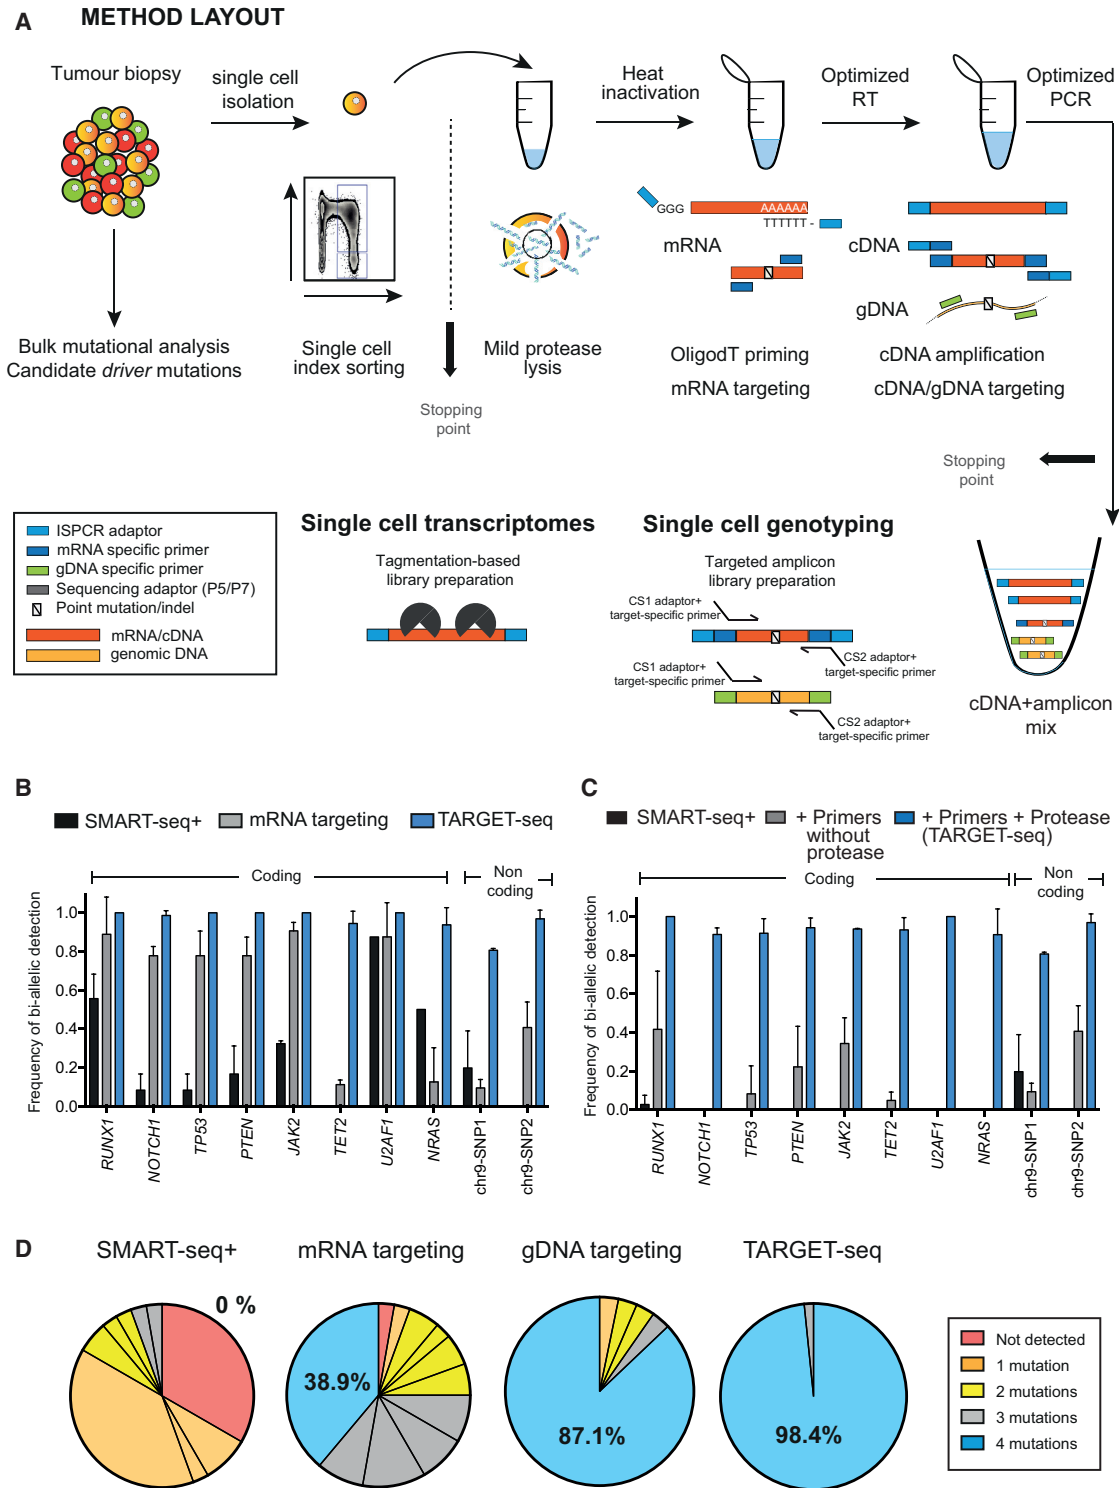 A
METHOD LAYOUT
Tumour biopsy
single cell
isolation
Heat
inactivation
Optimized
RT
Optimized
PCR
GGG
AAAAAA
TTTTTT -
mRNA
cDNA
gDNA
Bulk mutational analysis
Candidate driver mutations
Single cell
index sorting
Mild protease
lysis
OligodT priming
mRNA targeting
cDNA amplification
cDNA/gDNA targeting
Stopping
point
Stopping
point
ISPCR adaptor
mRNA specific primer
gDNA specific primer
Sequencing adaptor (P5/P7)
Point mutation/indel
mRNA/cDNA
genomic DNA
Single cell transcriptomes
Tagmentation-based
library preparation
Single cell genotyping
Targeted amplicon
library preparation
CS1 adaptor+
target-specific primer
CS2 adaptor+
target-specific primer
CS1 adaptor+
target-specific primer
CS2 adaptor+
target-specific primer
cDNA+amplicon
mix
B
SMART-seq+
mRNA targeting
TARGET-seq
Coding
Non
coding
Frequency of bi-allelic detection
1.0
0.8
0.6
0.4
0.2
0.0
RUNX1
NOTCH1
TP53
PTEN
JAK2
TET2
U2AF1
NRAS
chr9-SNP1
chr9-SNP2
C
SMART-seq+
+ Primers
without
protease
+ Primers + Protease
(TARGET-seq)
Coding
Non
coding
Frequency of bi-allelic detection
1.0
0.8
0.6
0.4
0.2
0.0
RUNX1
NOTCH1
TP53
PTEN
JAK2
TET2
U2AF1
NRAS
chr9-SNP1
chr9-SNP2
D
SMART-seq+
mRNA targeting
gDNA targeting
TARGET-seq
0 %
38.9%
87.1%
98.4%
Not detected
1 mutation
2 mutations
3 mutations
4 mutations